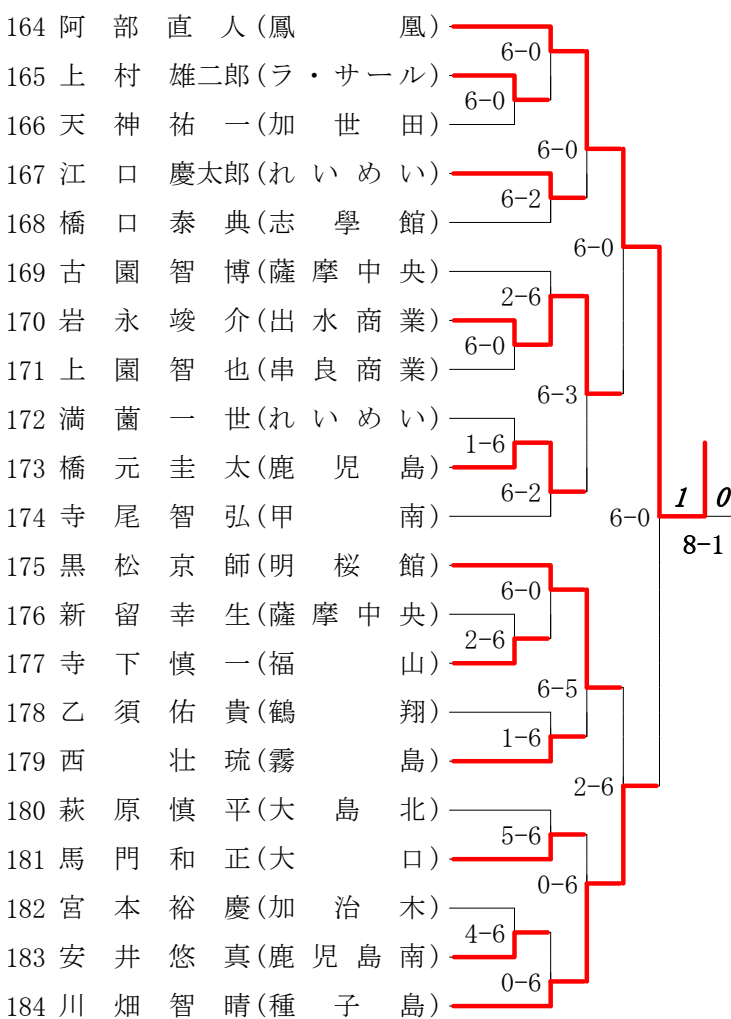 164 阿部直人(鳳凰)
6-0
165 上村雄二郎(ラ・サール)
6-0
166 天神祐一(加世田)
6-0
167 江口慶太郎(れいめい)
6-2
168 橋口泰典(志學館)
6-0
169 古園智博(薩摩中央)
2-6
170 岩永竣介(出水商業)
6-0
171 上園智也(串良商業)
6-3
172 満薗一世(れいめい)
1-6
173 橋元圭太(鹿児島)
6-2
174 寺尾智弘(甲南)
6-0
1 0
8-1
175 黒松京師(明桜館)
6-0
176 新留幸生(薩摩中央)
2-6
177 寺下慎一(福山)
6-5
178 乙須佑貴(鶴翔)
1-6
179 西壮琉(霧島)
2-6
180 萩原慎平(大島北)
5-6
181 馬門和正(大口)
0-6
182 宮本裕慶(加治木)
4-6
183 安井悠真(鹿児島南)
0-6
184 川畑智晴(種子島)